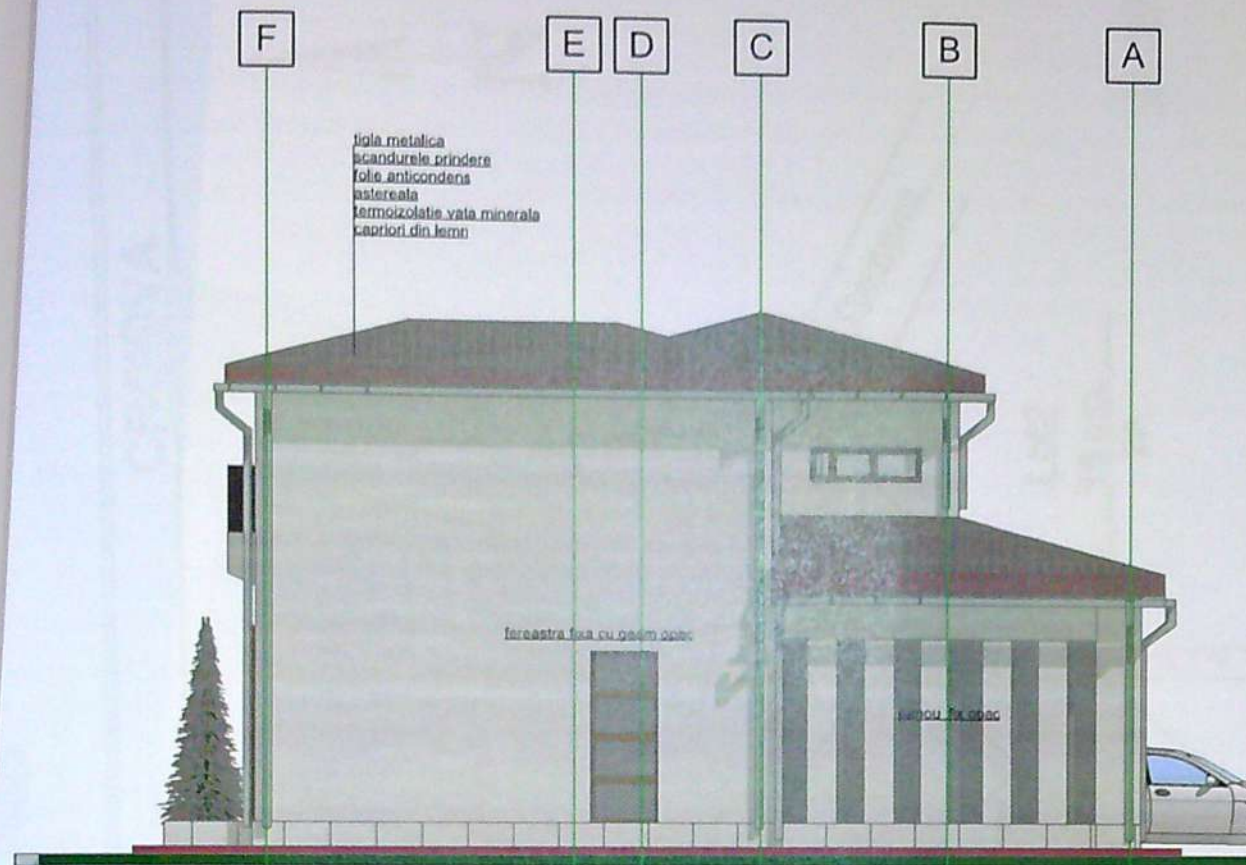 F E D C B A
tigla metalica
scandurele prindere
folie anticondens
astereala
termoizolatie vata minerala
capriori din lemn
fereastra fixa cu geam opac
panou fix opac